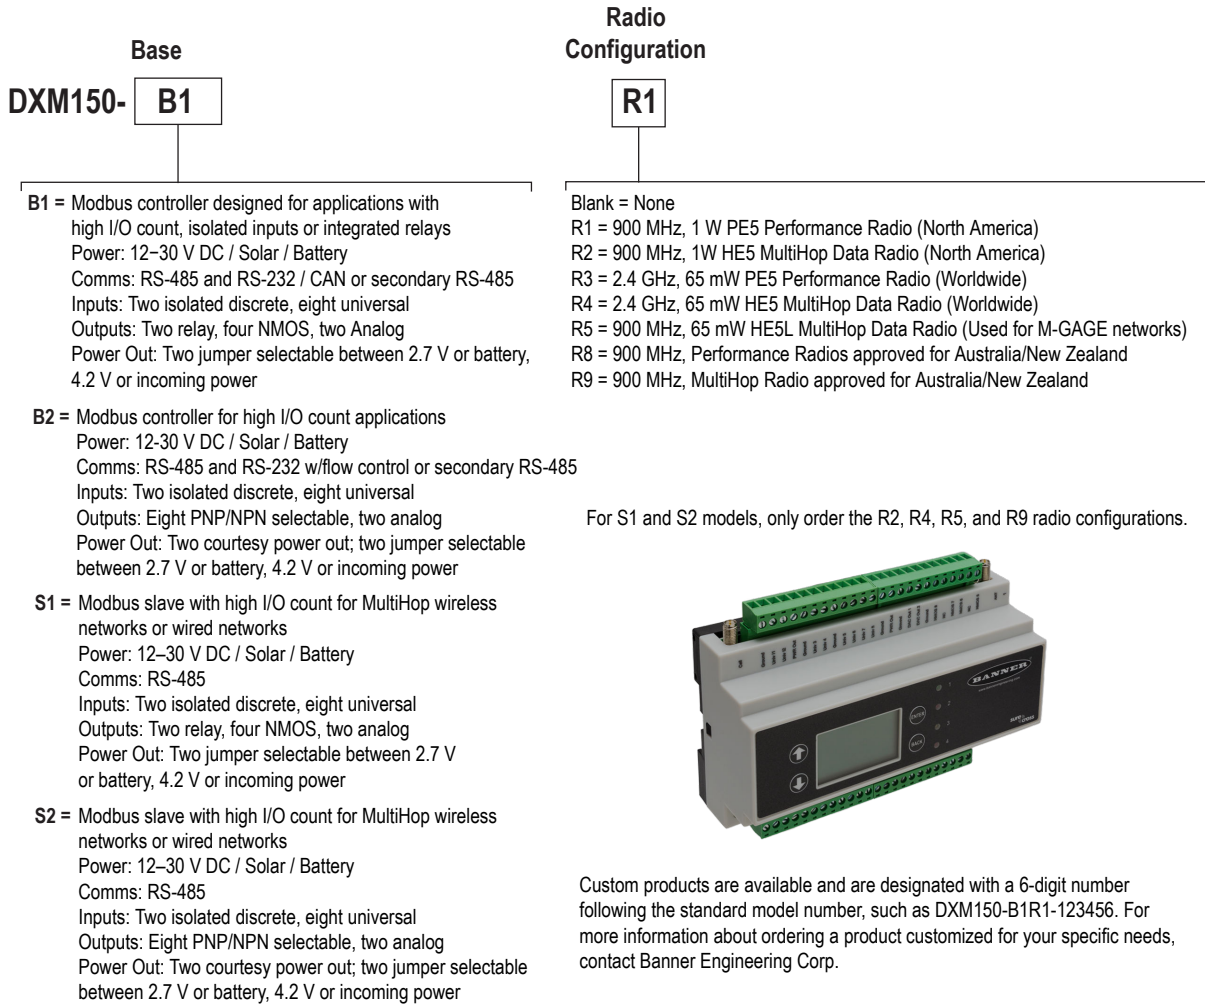 Base
Radio
Configuration
DXM150- B1
R1
B1 = Modbus controller designed for applications with
high I/O count, isolated inputs or integrated relays
Power: 12–30 V DC / Solar / Battery
Comms: RS-485 and RS-232 / CAN or secondary RS-485
Inputs: Two isolated discrete, eight universal
Outputs: Two relay, four NMOS, two Analog
Power Out: Two jumper selectable between 2.7 V or battery,
4.2 V or incoming power
B2 = Modbus controller for high I/O count applications
Power: 12-30 V DC / Solar / Battery
Comms: RS-485 and RS-232 w/flow control or secondary RS-485
Inputs: Two isolated discrete, eight universal
Outputs: Eight PNP/NPN selectable, two analog
Power Out: Two courtesy power out; two jumper selectable
between 2.7 V or battery, 4.2 V or incoming power
S1 = Modbus slave with high I/O count for MultiHop wireless
networks or wired networks
Power: 12–30 V DC / Solar / Battery
Comms: RS-485
Inputs: Two isolated discrete, eight universal
Outputs: Two relay, four NMOS, two analog
Power Out: Two jumper selectable between 2.7 V
or battery, 4.2 V or incoming power
S2 = Modbus slave with high I/O count for MultiHop wireless
networks or wired networks
Power: 12–30 V DC / Solar / Battery
Comms: RS-485
Inputs: Two isolated discrete, eight universal
Outputs: Eight PNP/NPN selectable, two analog
Power Out: Two courtesy power out; two jumper selectable
between 2.7 V or battery, 4.2 V or incoming power
Blank = None
R1 = 900 MHz, 1 W PE5 Performance Radio (North America)
R2 = 900 MHz, 1W HE5 MultiHop Data Radio (North America)
R3 = 2.4 GHz, 65 mW PE5 Performance Radio (Worldwide)
R4 = 2.4 GHz, 65 mW HE5 MultiHop Data Radio (Worldwide)
R5 = 900 MHz, 65 mW HE5L MultiHop Data Radio (Used for M-GAGE networks)
R8 = 900 MHz, Performance Radios approved for Australia/New Zealand
R9 = 900 MHz, MultiHop Radio approved for Australia/New Zealand
For S1 and S2 models, only order the R2, R4, R5, and R9 radio configurations.
BANNER
1
2
ENTER
3
BACK
4
Custom products are available and are designated with a 6-digit number
following the standard model number, such as DXM150-B1R1-123456. For
more information about ordering a product customized for your specific needs,
contact Banner Engineering Corp.